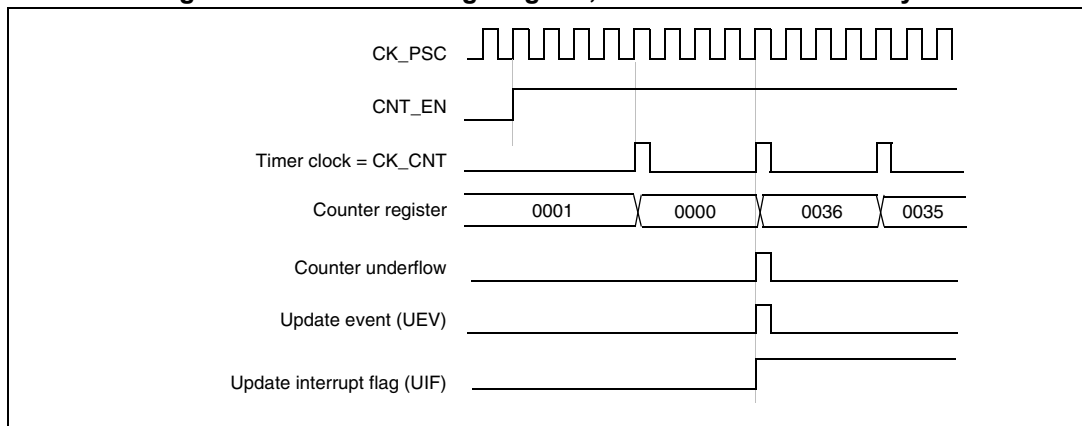 CK_PSC
CNT_EN
Timer clock = CK_CNT
Counter register 0001 0000 0036 0035
Counter underflow
Update event (UEV)
Update interrupt flag (UIF)